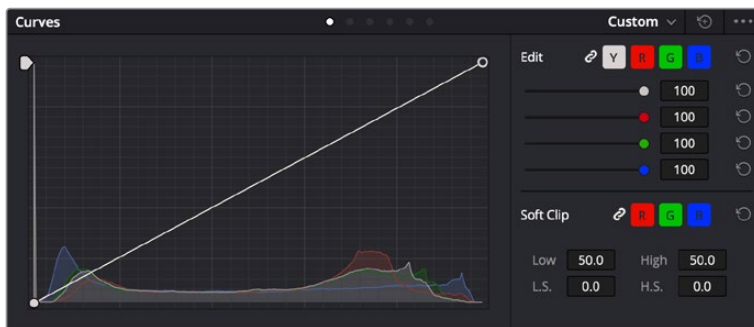 Curves
Custom
Edit Y R G B
100
100
100
100
Soft Clip R G B
Low 50.0 High 50.0
L.S. 0.0 H.S. 0.0